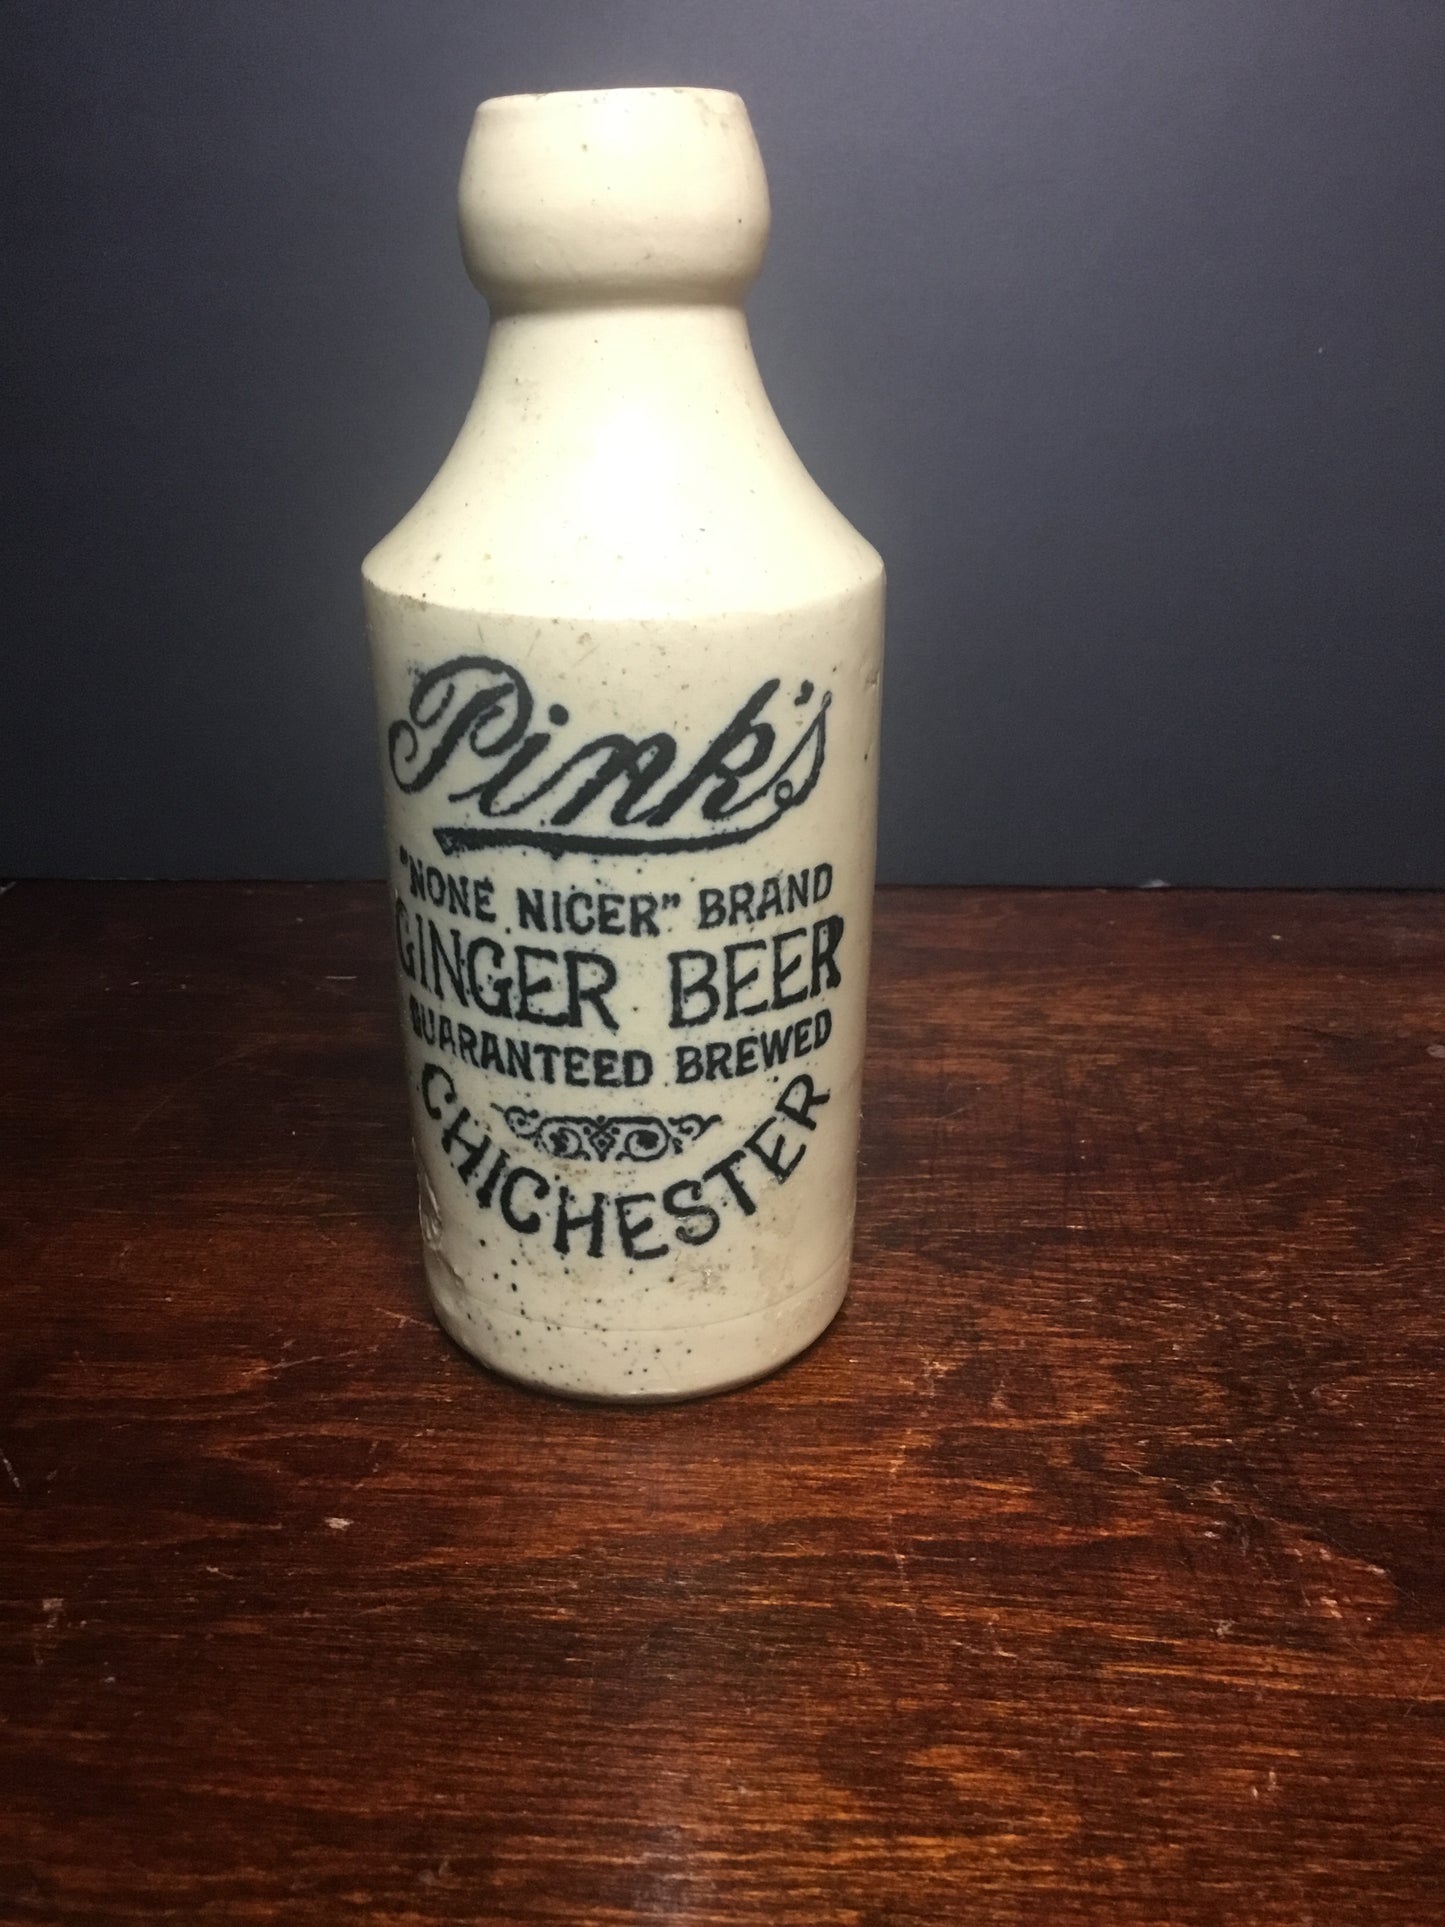 Pink's
"NONE NICER" BRAND
GINGER BEER
GUARANTEED BREWED
CHICHESTER